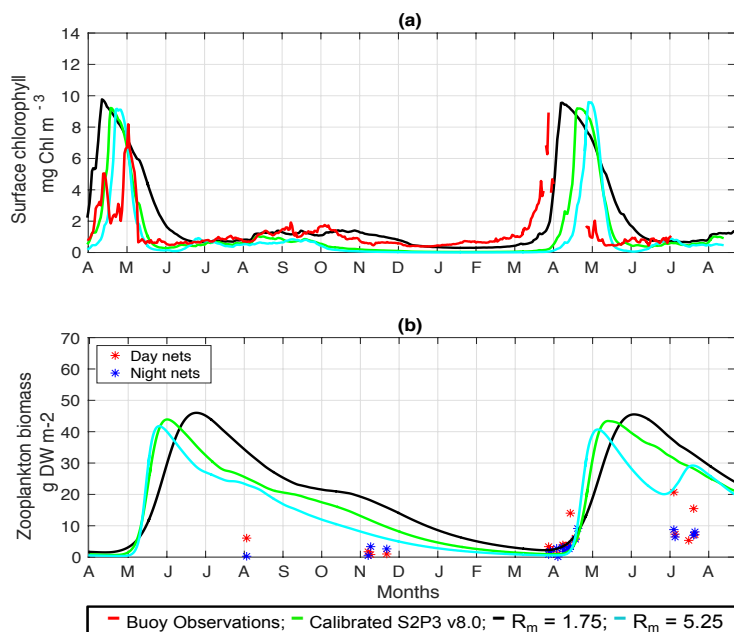 (a)
Surface chlorophyll
mg Chl m⁻³
14
12
10
8
6
4
2
0
A M J J A S O N D J F M A M J J A
(b)
Zooplankton biomass
g DW m-2
70
60
50
40
30
20
10
0
Day nets
Night nets
A M J J A S O N D J F M A M J J A
Months
Buoy Observations; Calibrated S2P3 v8.0; Rₘ = 1.75; Rₘ = 5.25